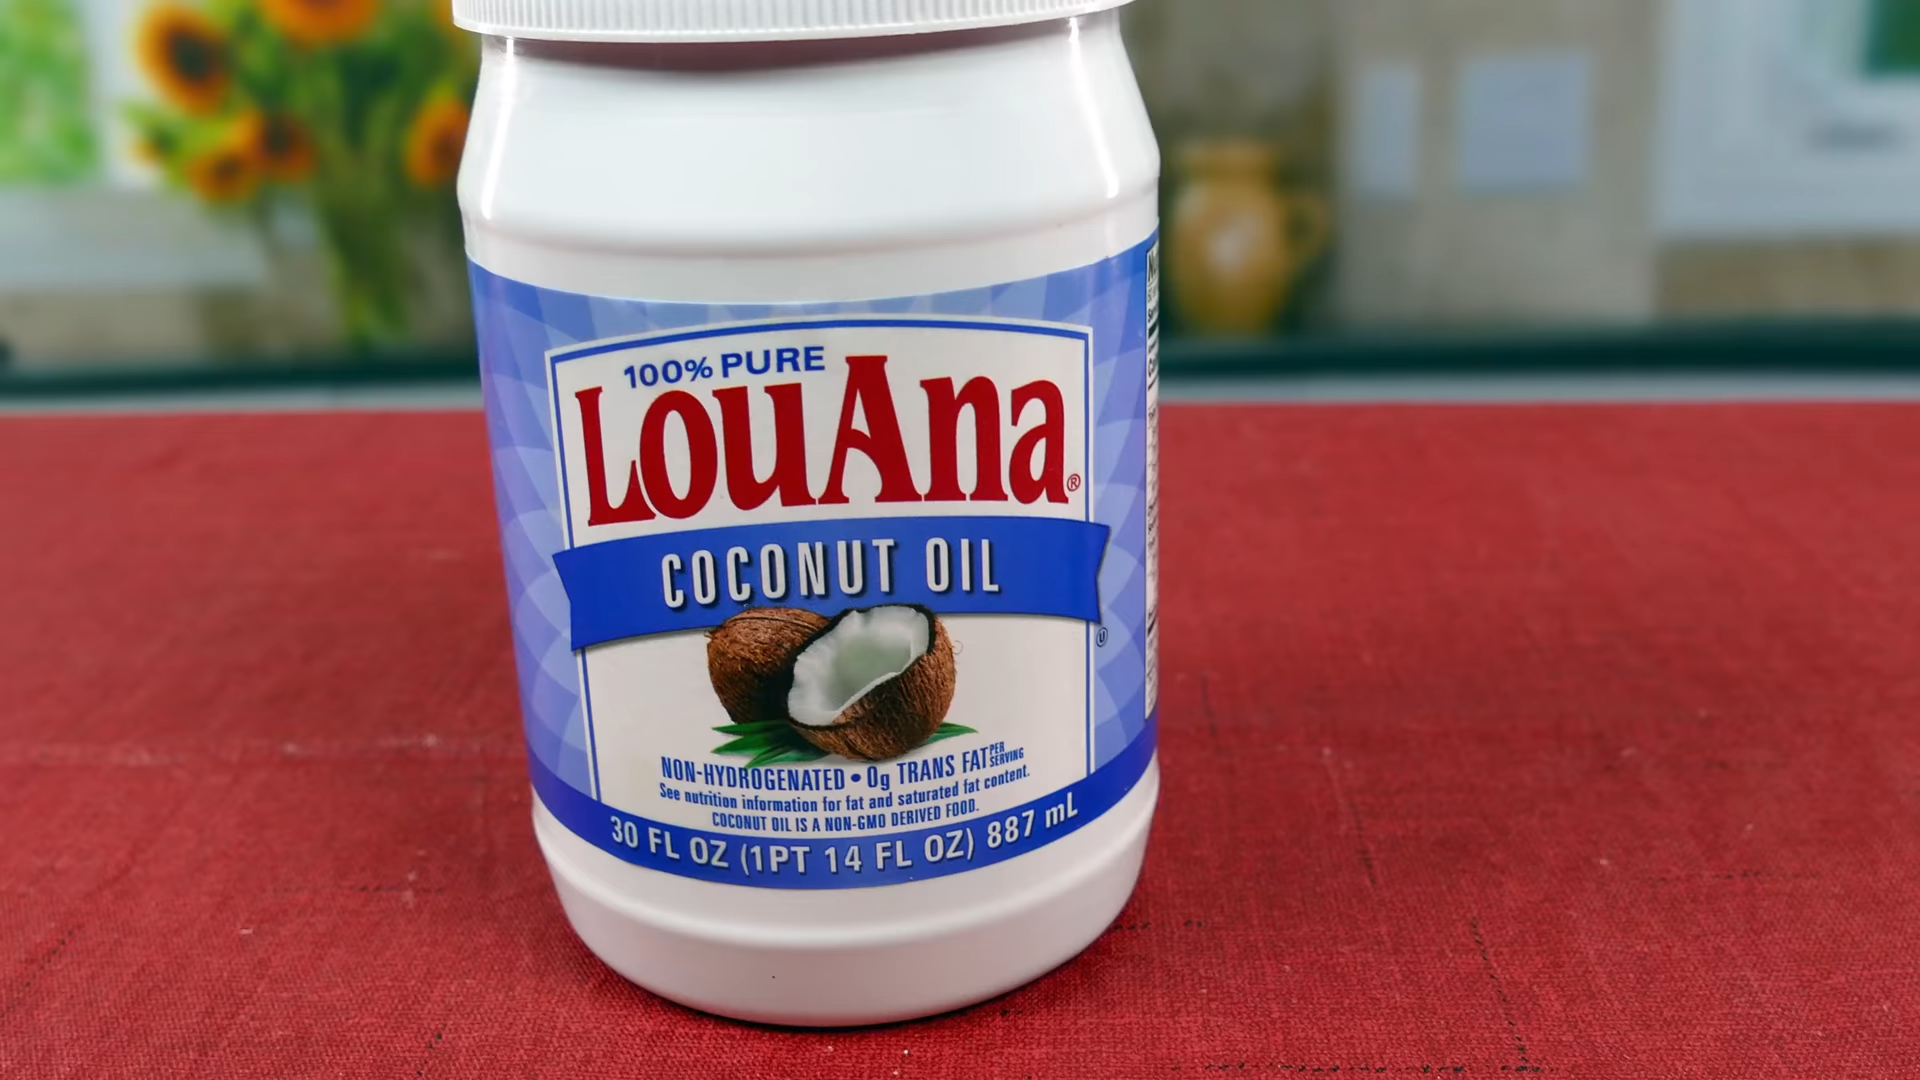 100% PURE
LouAna®
COCONUT OIL
U
NON-HYDROGENATED • 0g TRANS FAT PER SERVING
See nutrition information for fat and saturated fat content.
COCONUT OIL IS A NON-GMO DERIVED FOOD.
30 FL OZ (1PT 14 FL OZ) 887 mL